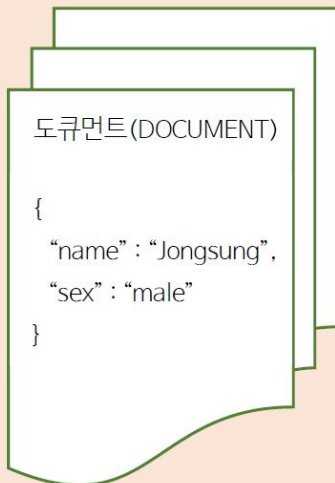 도큐먼트(DOCUMENT)
{
“name” : “Jongsung”,
“sex” : “male”
}